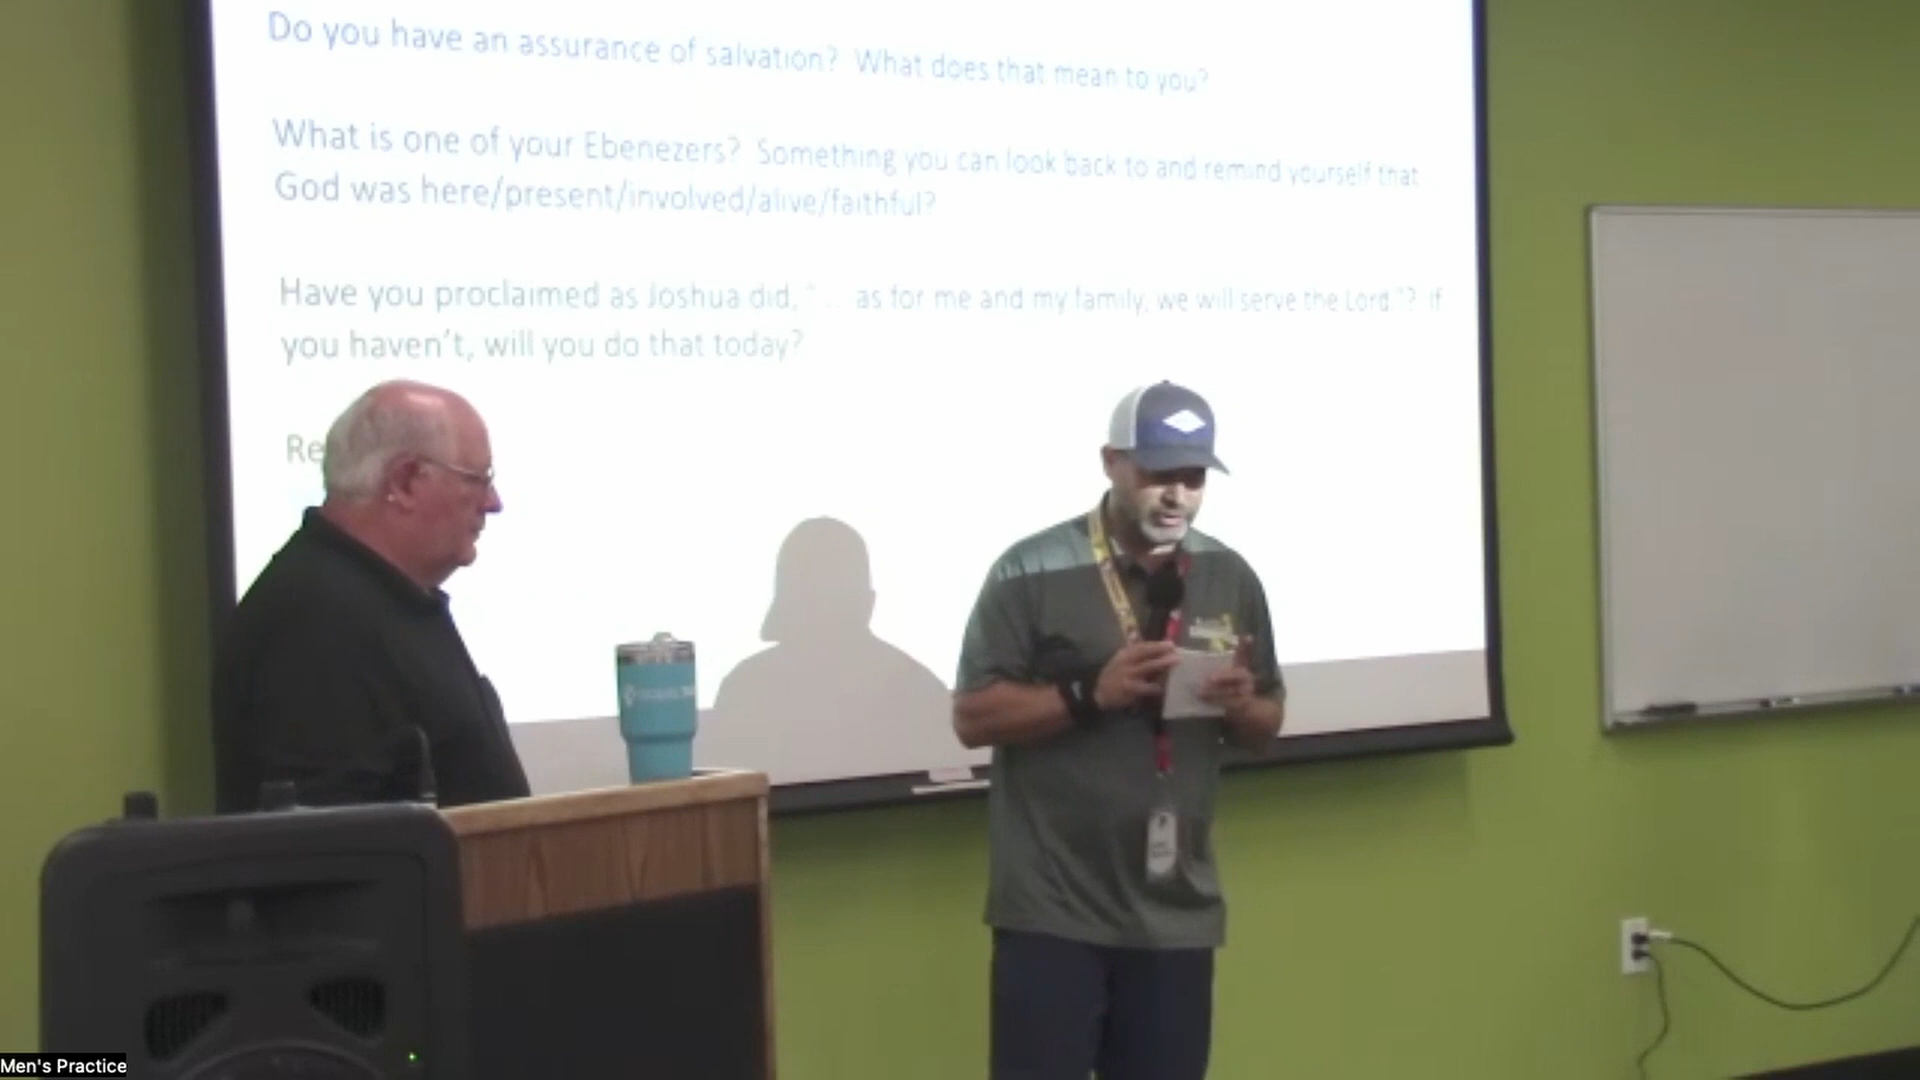 Do you have an assurance of salvation? What does that mean to you?
What is one of your Ebenezers? Something you can look back to and remind yourself that
God was here/present/involved/alive/faithful?
Have you proclaimed as Joshua did, "... as for me and my family, we will serve the Lord."? If
you haven't, will you do that today?
Re
Men's Practice